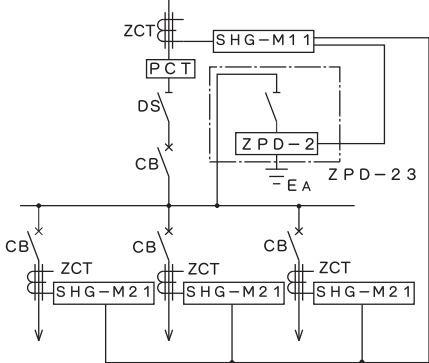 ZCT
SHG-M11
PCT
DS
ZPD-2
CB
EA
ZPD-23
CB
CB
CB
ZCT
ZCT
ZCT
SHG-M21
SHG-M21
SHG-M21